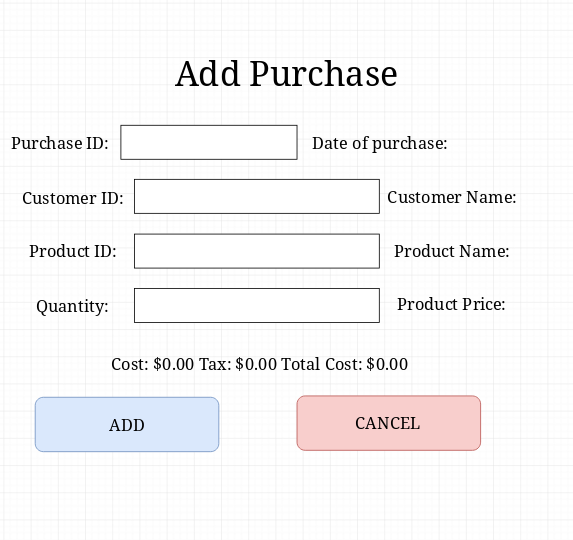 Add Purchase
Purchase ID: Date of purchase:
Customer ID: Customer Name:
Product ID: Product Name:
Quantity: Product Price:
Cost: $0.00 Tax: $0.00 Total Cost: $0.00
ADD CANCEL